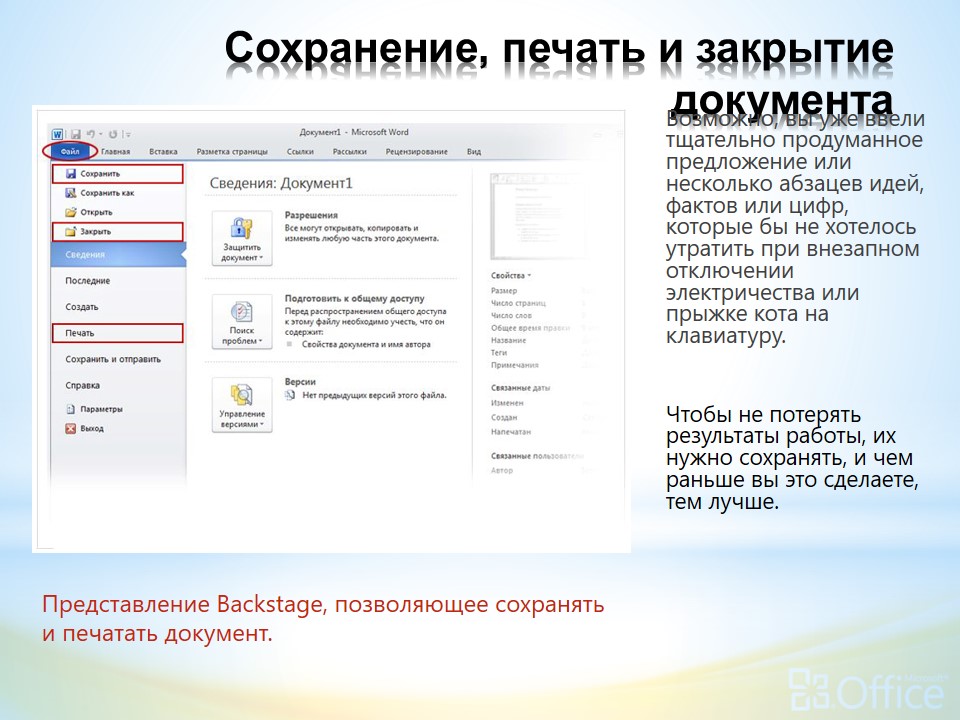 Сохранение, печать и закрытие
документа
Документ1 - Microsoft Word
Файл Главная Вставка Разметка страницы Ссылки Рассылки Рецензирование Вид
Сохранить
Сохранить как
Открыть
Закрыть
Сведения
Последние
Создать
Печать
Сохранить и отправить
Справка
Параметры
Выход
Сведения: Документ1
Защитить
документ
Разрешения
Все могут открывать, копировать и
изменять любую часть этого документа.
Поиск
проблем
Подготовить к общему доступу
Перед распространением общего доступа
к этому файлу необходимо учесть, что он
содержит:
Свойства документа и имя автора
Управление
версиями
Версии
Нет предыдущих версий этого файла.
Свойства
Размер
Число страниц
Число слов
Общее время правки
Название
Теги
Примечания
Связанные даты
Изменен
Создан
Напечатан
Связанные пользователи
Автор
Возможно, вы уже ввели
тщательно продуманное
предложение или
несколько абзацев идей,
фактов или цифр,
которые бы не хотелось
утратить при внезапном
отключении
электричества или
прыжке кота на
клавиатуру.
Чтобы не потерять
результаты работы, их
нужно сохранять, и чем
раньше вы это сделаете,
тем лучше.
Представление Backstage, позволяющее сохранять
и печатать документ.
Microsoft
Office